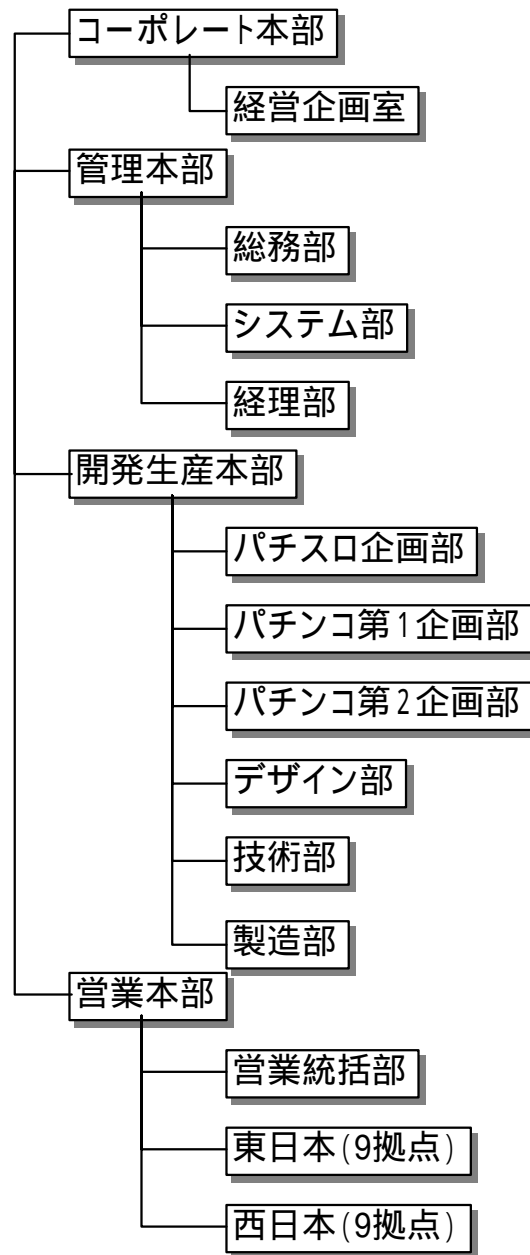 コーポレート本部
経営企画室
管理本部
総務部
システム部
経理部
開発生産本部
パチスロ企画部
パチンコ第1企画部
パチンコ第2企画部
デザイン部
技術部
製造部
営業本部
営業統括部
東日本(9拠点)
西日本(9拠点)